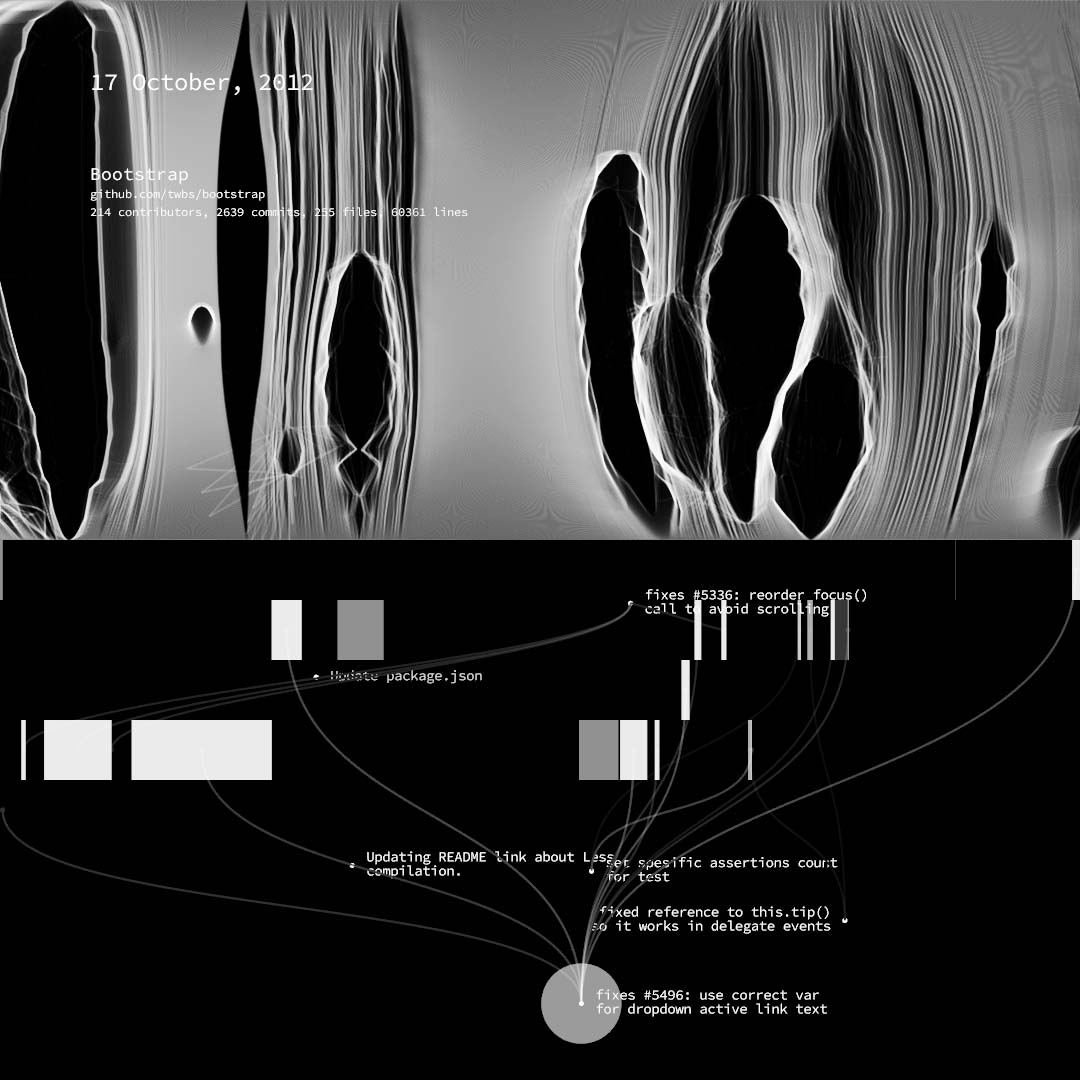 17 October, 2012
Bootstrap
github.com/twbs/bootstrap
214 contributors, 2639 commits, 255 files, 60361 lines
fixes #5336: reorder focus()
call to avoid scrolling
Update package.json
Updating README link about Less
compilation.
Set spesific assertions count
for test
fixed reference to this.tip()
so it works in delegate events
fixes #5496: use correct var
for dropdown active link text